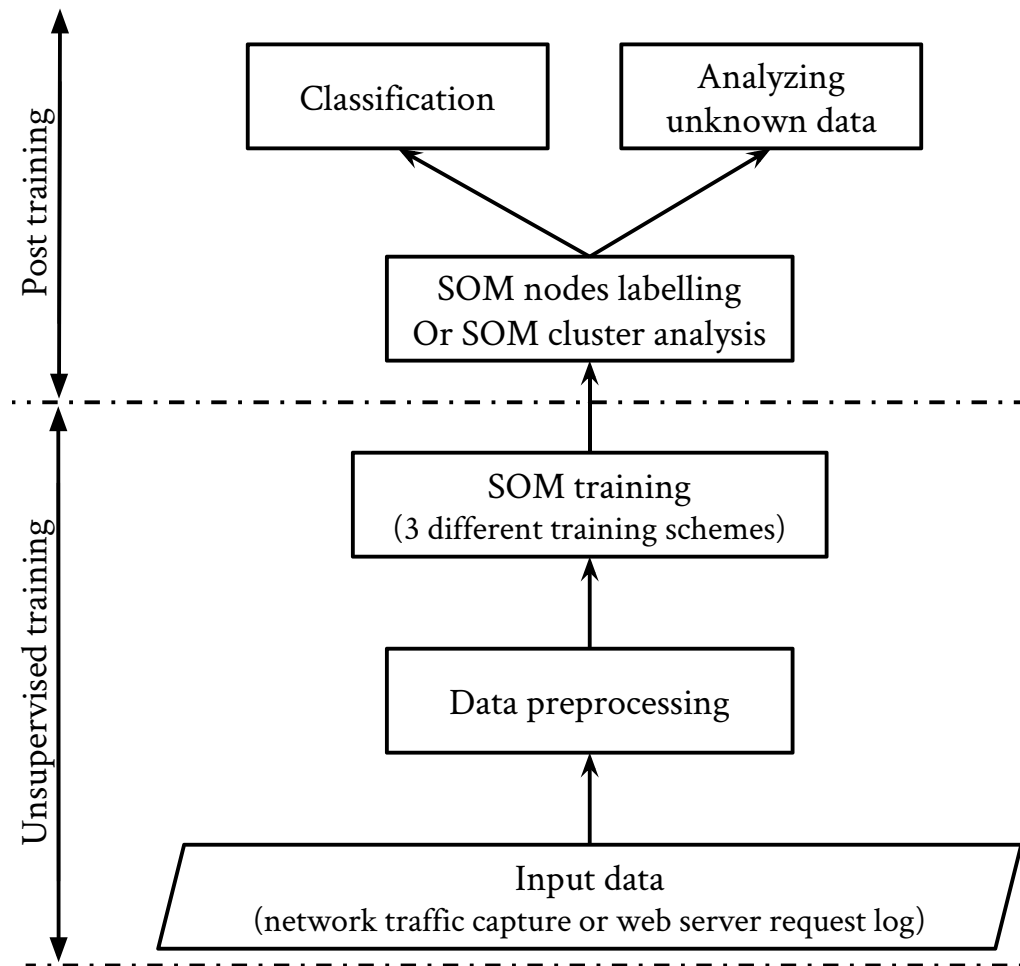 Post training
Classification
Analyzing
unknown data
SOM nodes labelling
Or SOM cluster analysis
Unsupervised training
SOM training
(3 different training schemes)
Data preprocessing
Input data
(network traffic capture or web server request log)